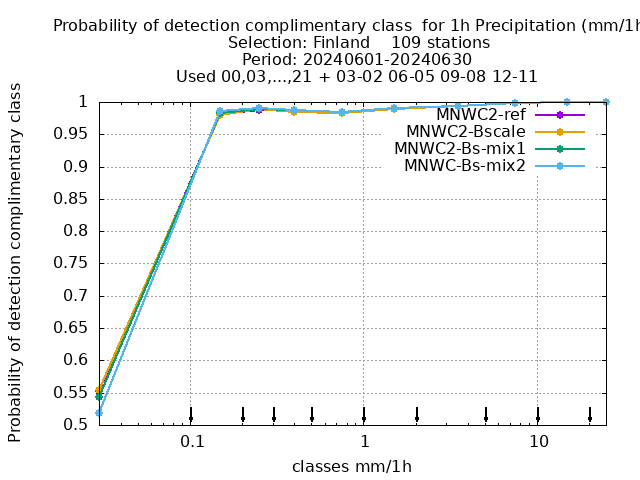 Probability of detection complimentary class  for 1h Precipitation (mm/1h
Selection: Finland    109 stations
Period: 20240601-20240630
Used 00,03,...,21 + 03-02 06-05 09-08 12-11
Probability of detection complimentary class
1
0.95
0.9
0.85
0.8
0.75
0.7
0.65
0.6
0.55
0.5
MNWC2-ref
MNWC2-Bscale
MNWC2-Bs-mix1
MNWC-Bs-mix2
0.1 1 10
classes mm/1h